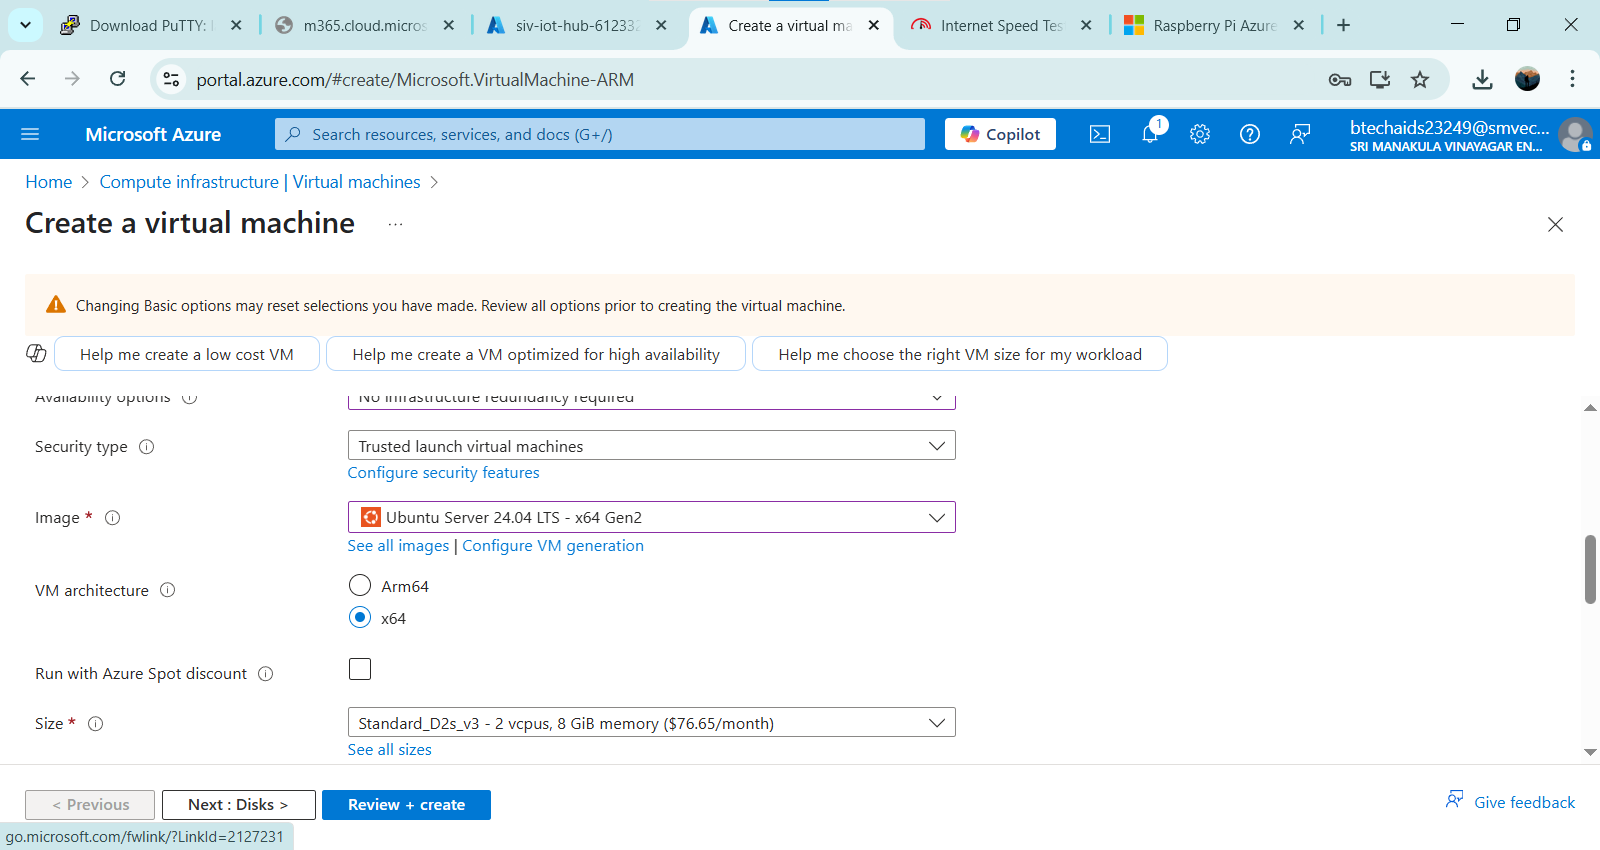 Download PuTTY:
m365.cloud.micros
siv-iot-hub-61233
Create a virtual ma
Internet Speed Tes
Raspberry Pi Azure
portal.azure.com/#create/Microsoft.VirtualMachine-ARM
Microsoft Azure
Search resources, services, and docs (G+/)
Copilot
1
btechaids23249@smvec...
SRI MANAKULA VINAYAGAR EN...
Home > Compute infrastructure | Virtual machines >
Create a virtual machine ...
Changing Basic options may reset selections you have made. Review all options prior to creating the virtual machine.
Help me create a low cost VM
Help me create a VM optimized for high availability
Help me choose the right VM size for my workload
Availability options
No infrastructure redundancy required
Security type
Trusted launch virtual machines
Configure security features
Image *
Ubuntu Server 24.04 LTS - x64 Gen2
See all images | Configure VM generation
VM architecture
Arm64
x64
Run with Azure Spot discount
Size *
Standard_D2s_v3 - 2 vcpus, 8 GiB memory ($76.65/month)
See all sizes
< Previous
Next : Disks >
Review + create
Give feedback
go.microsoft.com/fwlink/?LinkId=2127231